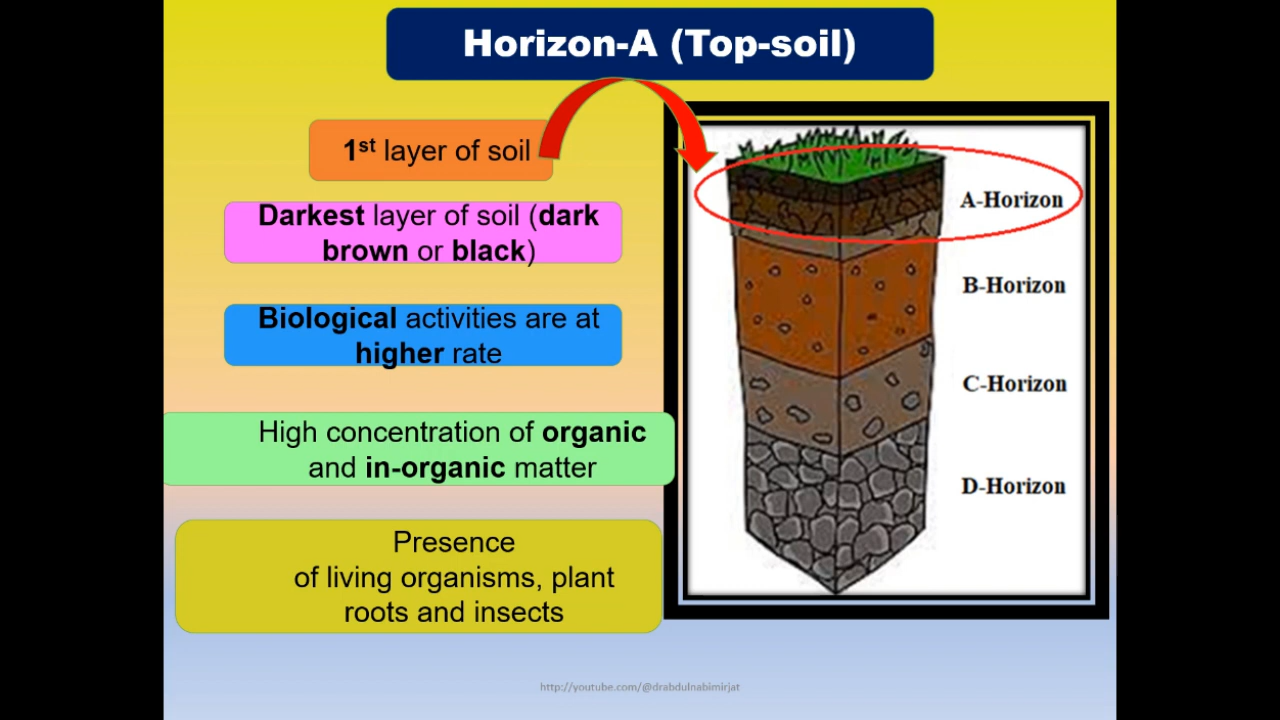 Horizon-A (Top-soil)
1st layer of soil
Darkest layer of soil (dark
brown or black)
Biological activities are at
higher rate
High concentration of organic
and in-organic matter
Presence
of living organisms, plant
roots and insects
A-Horizon
B-Horizon
C-Horizon
D-Horizon
http://youtube.com/@drabdulnabimirjat